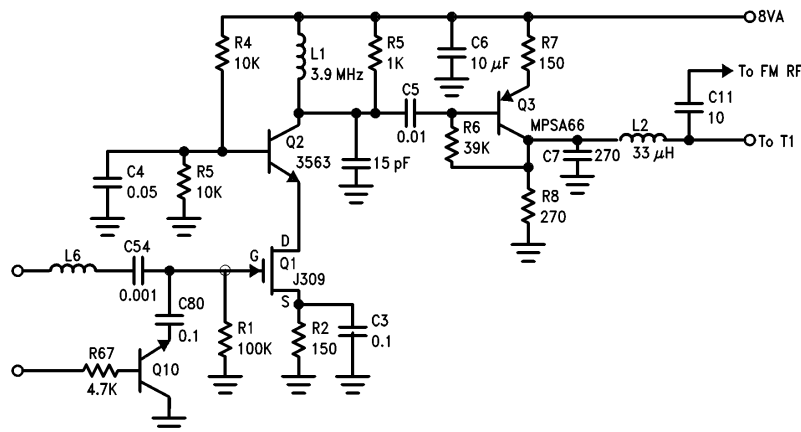 8VA
R4
10K
L1
3.9 MHz
R5
1K
C6
10 µF
R7
150
To FM RF
C11
10
C5
0.01
Q3
MPSA66
R6
39K
L2
33 µH
To T1
C7
270
Q2
3563
15 pF
C4
0.05
R5
10K
R8
270
L6
C54
0.001
G
D
Q1
J309
S
C80
0.1
R1
100K
R2
150
C3
0.1
R67
4.7K
Q10